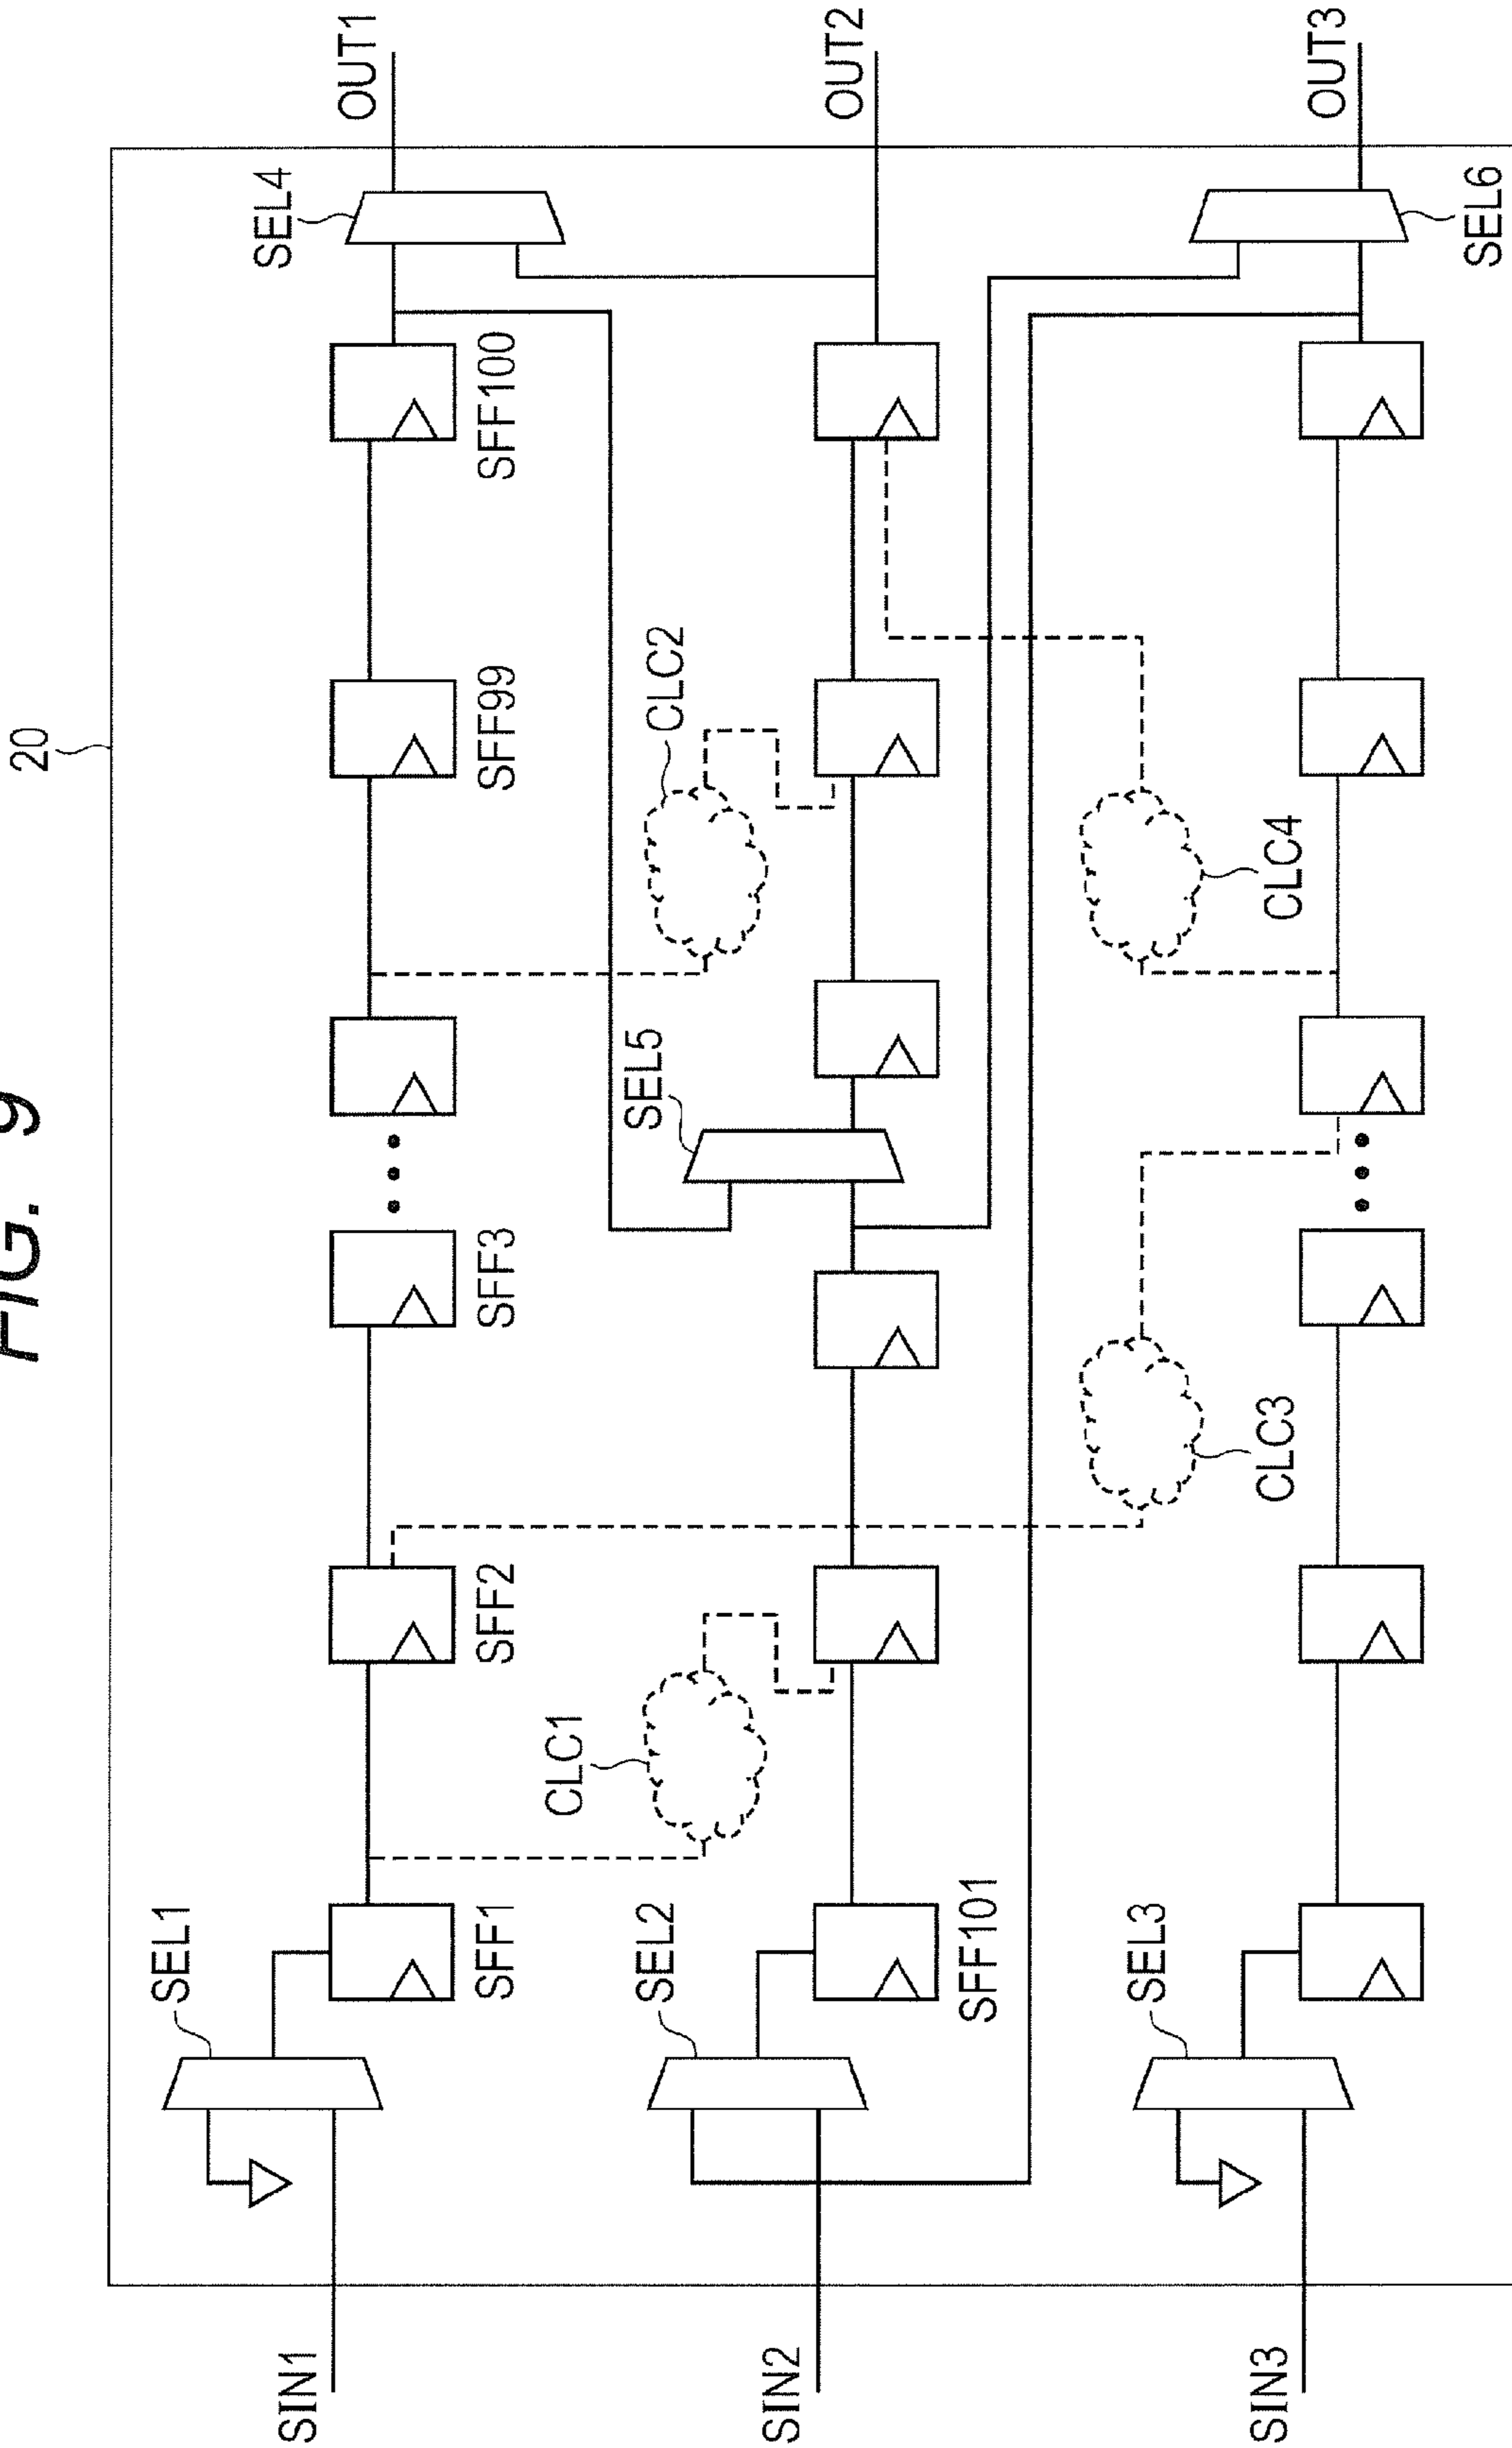 FIG. 9
20
SEL1
SIN1
SFF1
SFF2
SFF3
SFF99
SFF100
SEL4
OUT1
CLC1
SEL5
CLC2
SEL2
SIN2
SFF101
OUT2
CLC3
CLC4
SEL3
SIN3
SEL6
OUT3